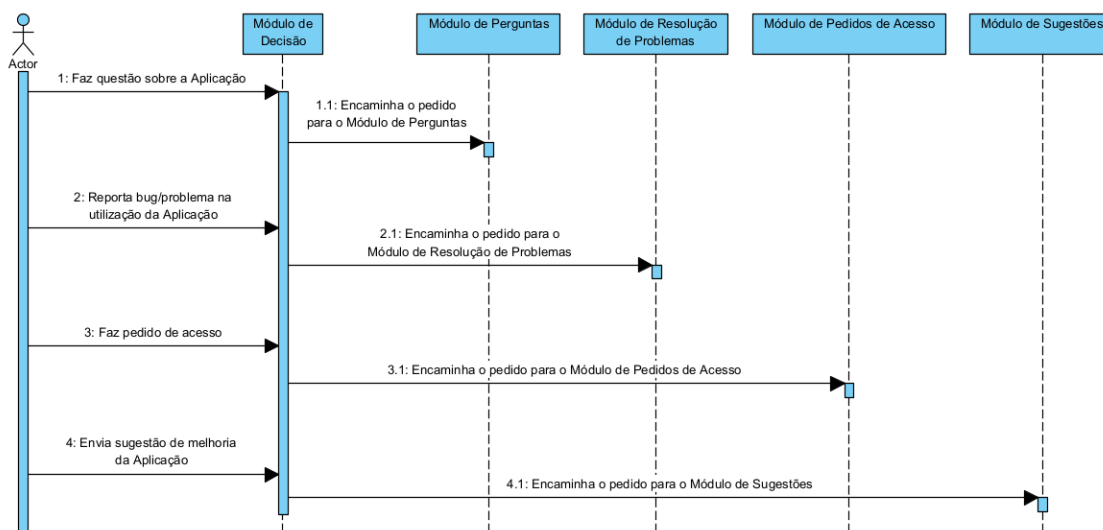 Actor
Módulo de
Decisão
Módulo de Perguntas
Módulo de Resolução
de Problemas
Módulo de Pedidos de Acesso
Módulo de Sugestões
1: Faz questão sobre a Aplicação
1.1: Encaminha o pedido
para o Módulo de Perguntas
2: Reporta bug/problema na
utilização da Aplicação
2.1: Encaminha o pedido para o
Módulo de Resolução de Problemas
3: Faz pedido de acesso
3.1: Encaminha o pedido para o Módulo de Pedidos de Acesso
4: Envia sugestão de melhoria
da Aplicação
4.1: Encaminha o pedido para o Módulo de Sugestões